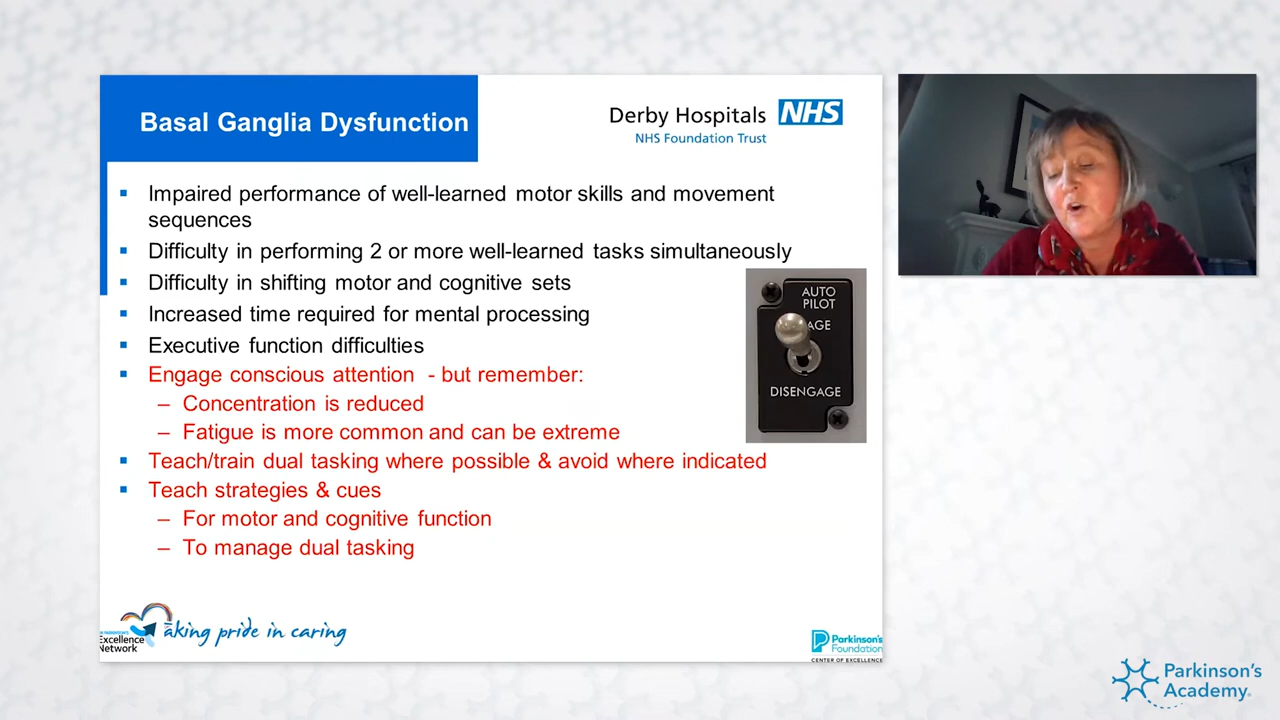 Basal Ganglia Dysfunction
Derby Hospitals NHS
NHS Foundation Trust
Impaired performance of well-learned motor skills and movement
sequences
Difficulty in performing 2 or more well-learned tasks simultaneously
Difficulty in shifting motor and cognitive sets
Increased time required for mental processing
Executive function difficulties
Engage conscious attention - but remember:
– Concentration is reduced
– Fatigue is more common and can be extreme
Teach/train dual tasking where possible & avoid where indicated
Teach strategies & cues
– For motor and cognitive function
– To manage dual tasking
AUTO
PILOT
AGE
DISENGAGE
Excellence
Network
aking pride in caring
Parkinson's
Foundation
CENTER OF EXCELLENCE
Parkinson's
Academy